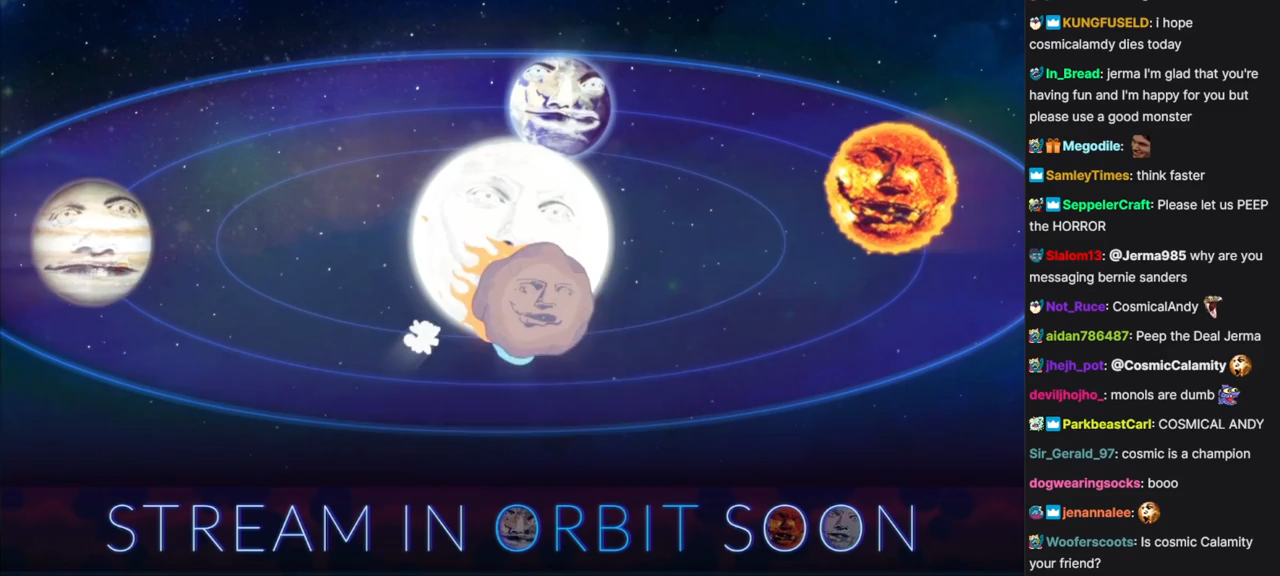 STREAM IN ORBIT SOON
KUNGFUSELD: i hope
cosmicalamdy dies today
In_Bread: jerma I'm glad that you're
having fun and I'm happy for you but
please use a good monster
Megodile:
SamleyTimes: think faster
SeppelerCraft: Please let us PEEP
the HORROR
Slalom13: @Jerma985 why are you
messaging bernie sanders
Not_Ruce: CosmicalAndy
aidan786487: Peep the Deal Jerma
jhejh_pot: @CosmicCalamity
deviljhojho_: monols are dumb
ParkbeastCarl: COSMICAL ANDY
Sir_Gerald_97: cosmic is a champion
dogwearingsocks: booo
jenannalee:
Wooferscoots: Is cosmic Calamity
your friend?